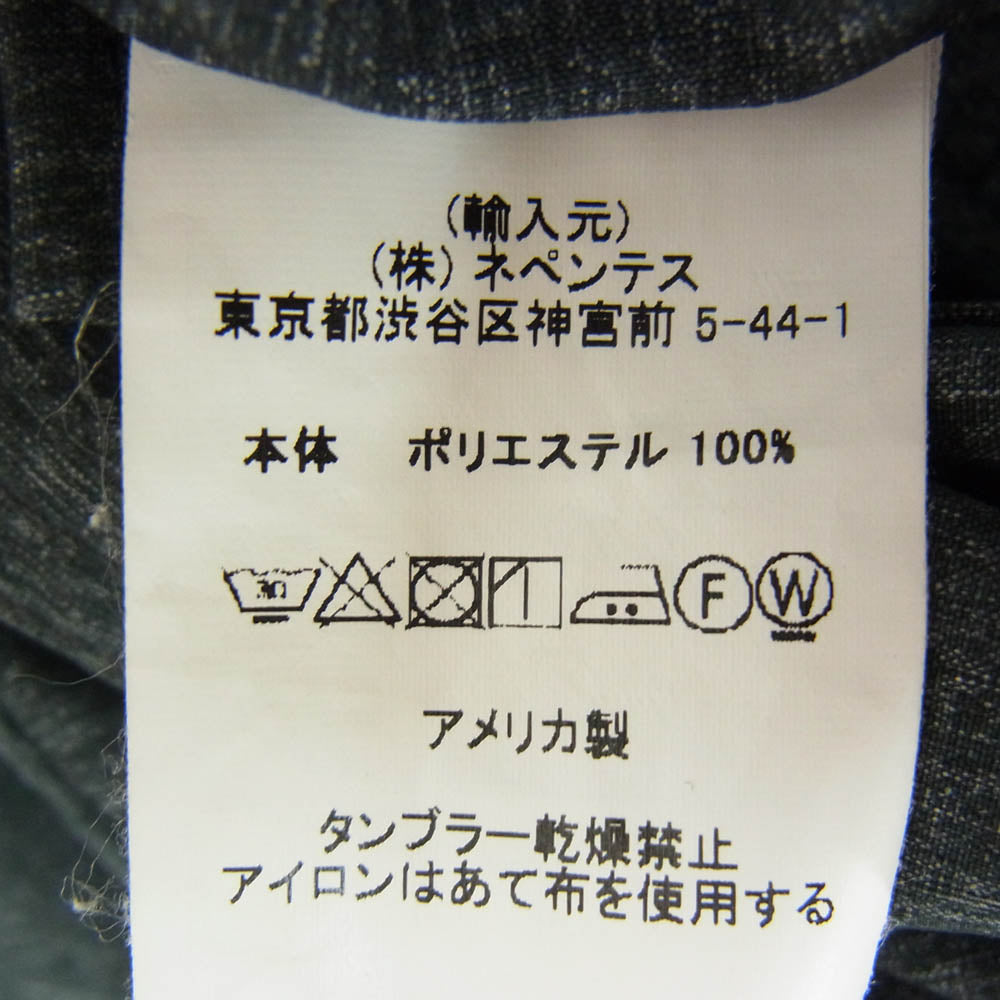 (輸入元)
(株) ネペンテス
東京都渋谷区神宮前 5-44-1
本体 ポリエステル 100%
30 F W
アメリカ製
タンブラー乾燥禁止
アイロンはあて布を使用する